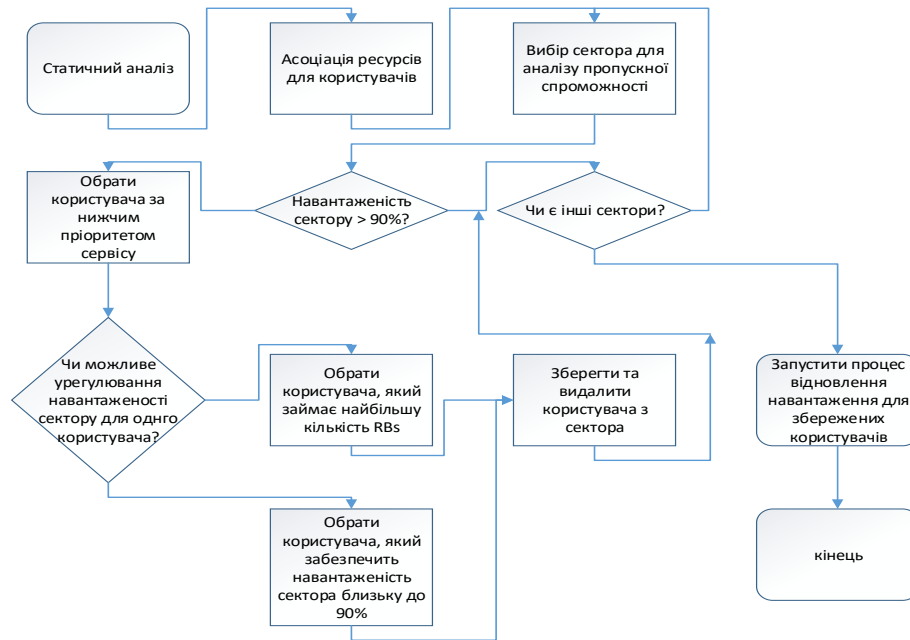 Статичний аналіз
Асоціація ресурсів
для користувачів
Вибір сектора для
аналізу пропускної
спроможності
Обрати
користувача за
нижчим
пріоритетом
сервісу
Навантаженість
сектору > 90%?
Чи є інші сектори?
Чи можливе
урегулювання
навантаженості
сектору для однго
користувача?
Обрати
користувача, який
займає найбільшу
кількість RBs
Зберегти та
видалити
користувача з
сектора
Запустити процес
відновлення
навантаження для
збережених
користувачів
Обрати
користувача, який
забезпечить
навантаженість
сектора близьку до
90%
кінець